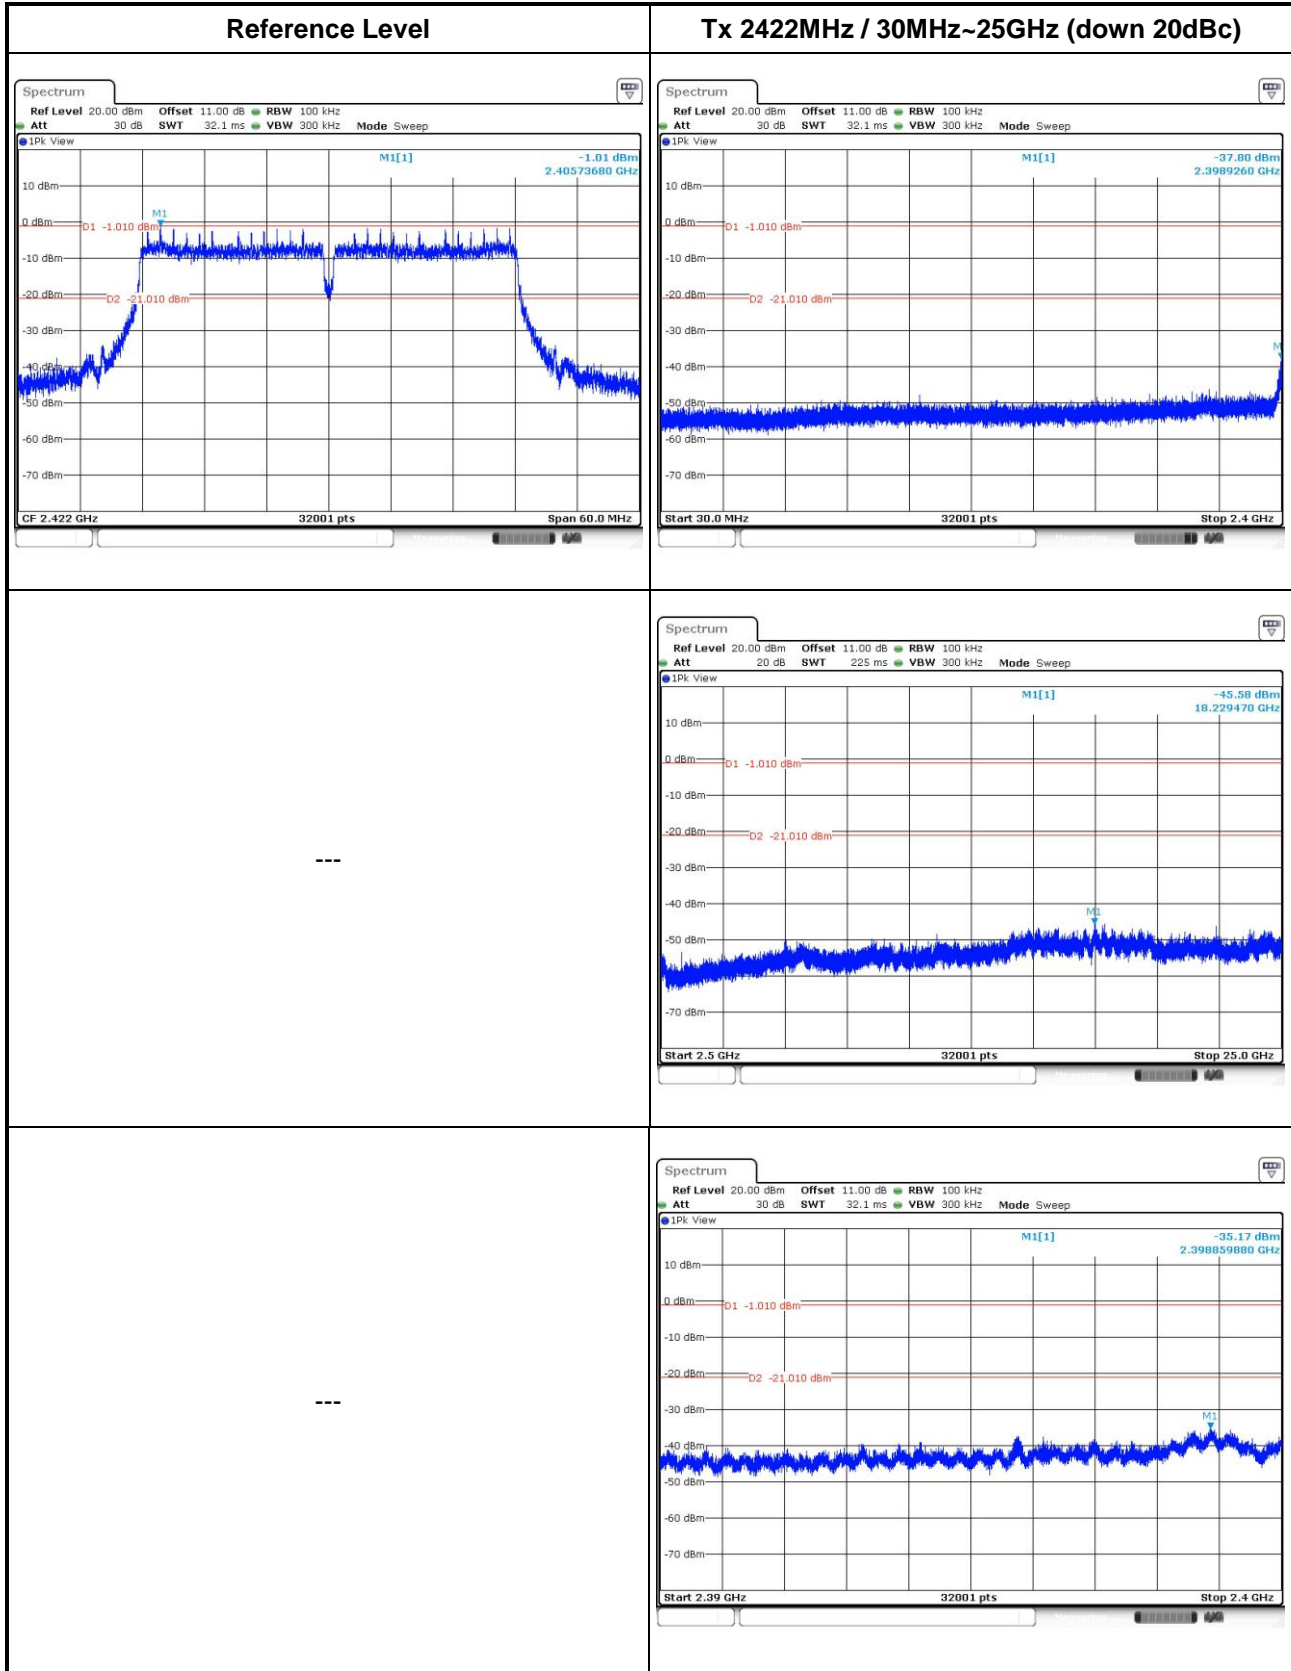 Reference Level
Tx 2422MHz / 30MHz~25GHz (down 20dBc)
Spectrum
Ref Level 20.00 dBm Offset 11.00 dB RBW 100 kHz
Att 30 dB SWT 32.1 ms VBW 300 kHz Mode Sweep
1Pk View
M1[1] -1.01 dBm
2.40573680 GHz
10 dBm
M1
0 dBm
D1 -1.010 dBm
-10 dBm
-20 dBm
D2 -21.010 dBm
-30 dBm
-40 dBm
-50 dBm
-60 dBm
-70 dBm
CF 2.422 GHz 32001 pts Span 60.0 MHz
Spectrum
Ref Level 20.00 dBm Offset 11.00 dB RBW 100 kHz
Att 30 dB SWT 32.1 ms VBW 300 kHz Mode Sweep
1Pk View
M1[1] -37.80 dBm
2.3989260 GHz
10 dBm
0 dBm
D1 -1.010 dBm
-10 dBm
-20 dBm
D2 -21.010 dBm
-30 dBm
-40 dBm
-50 dBm
-60 dBm
-70 dBm
Start 30.0 MHz 32001 pts Stop 2.4 GHz
---
Spectrum
Ref Level 20.00 dBm Offset 11.00 dB RBW 100 kHz
Att 20 dB SWT 225 ms VBW 300 kHz Mode Sweep
1Pk View
M1[1] -45.58 dBm
18.229470 GHz
10 dBm
0 dBm
D1 -1.010 dBm
-10 dBm
-20 dBm
D2 -21.010 dBm
-30 dBm
-40 dBm
M1
-50 dBm
-70 dBm
Start 2.5 GHz 32001 pts Stop 25.0 GHz
---
Spectrum
Ref Level 20.00 dBm Offset 11.00 dB RBW 100 kHz
Att 30 dB SWT 32.1 ms VBW 300 kHz Mode Sweep
1Pk View
M1[1] -35.17 dBm
2.398859880 GHz
10 dBm
0 dBm
D1 -1.010 dBm
-10 dBm
-20 dBm
D2 -21.010 dBm
-30 dBm
M1
-40 dBm
-50 dBm
-60 dBm
-70 dBm
Start 2.39 GHz 32001 pts Stop 2.4 GHz